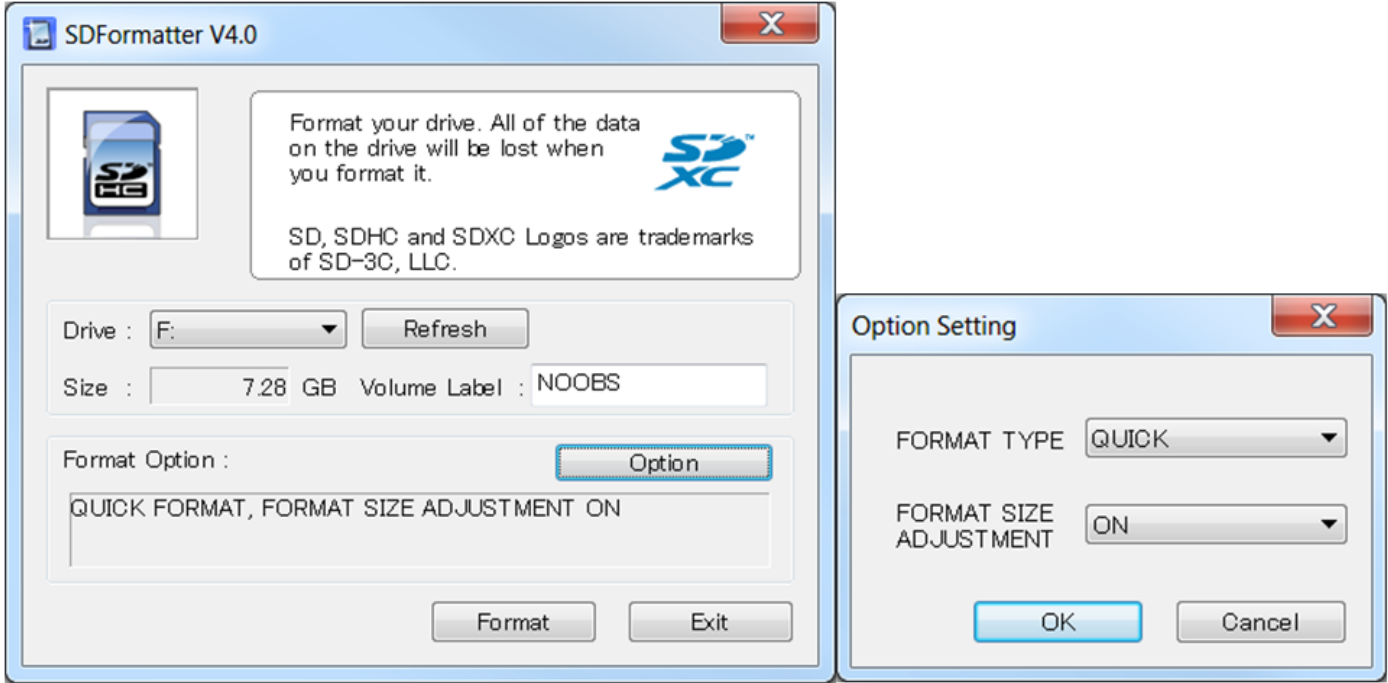 SDFormatter V4.0
SD
HC
Format your drive. All of the data
on the drive will be lost when
you format it.
SD™
XC
SD, SDHC and SDXC Logos are trademarks
of SD-3C, LLC.
Drive : F: Refresh
Size : 7.28 GB Volume Label : NOOBS
Format Option : Option
QUICK FORMAT, FORMAT SIZE ADJUSTMENT ON
Format Exit
Option Setting
FORMAT TYPE QUICK
FORMAT SIZE
ADJUSTMENT ON
OK Cancel